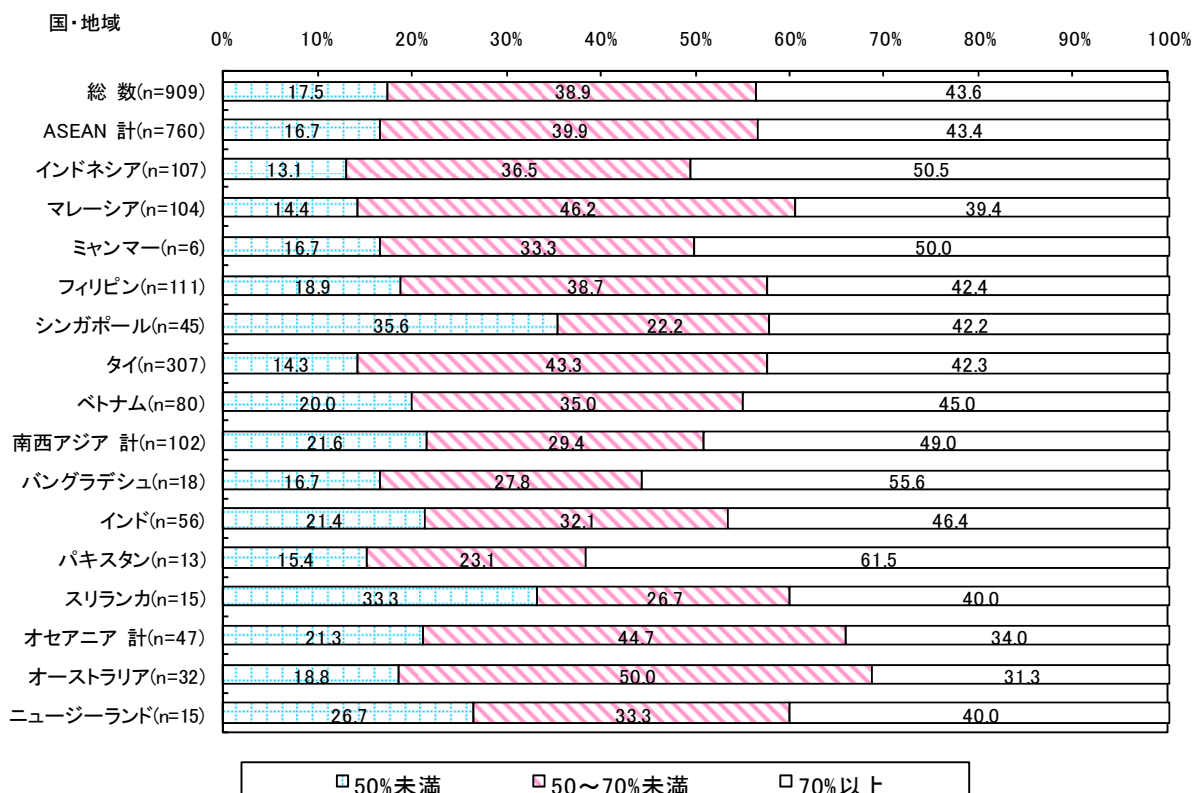 国・地域
0% 10% 20% 30% 40% 50% 60% 70% 80% 90% 100%
総 数(n=909) 17.5 38.9 43.6
ASEAN 計(n=760) 16.7 39.9 43.4
インドネシア(n=107) 13.1 36.5 50.5
マレーシア(n=104) 14.4 46.2 39.4
ミャンマー(n=6) 16.7 33.3 50.0
フィリピン(n=111) 18.9 38.7 42.4
シンガポール(n=45) 35.6 22.2 42.2
タイ(n=307) 14.3 43.3 42.3
ベトナム(n=80) 20.0 35.0 45.0
南西アジア 計(n=102) 21.6 29.4 49.0
バングラデシュ(n=18) 16.7 27.8 55.6
インド(n=56) 21.4 32.1 46.4
パキスタン(n=13) 15.4 23.1 61.5
スリランカ(n=15) 33.3 26.7 40.0
オセアニア 計(n=47) 21.3 44.7 34.0
オーストラリア(n=32) 18.8 50.0 31.3
ニュージーランド(n=15) 26.7 33.3 40.0
50%未満 50～70%未満 70%以上